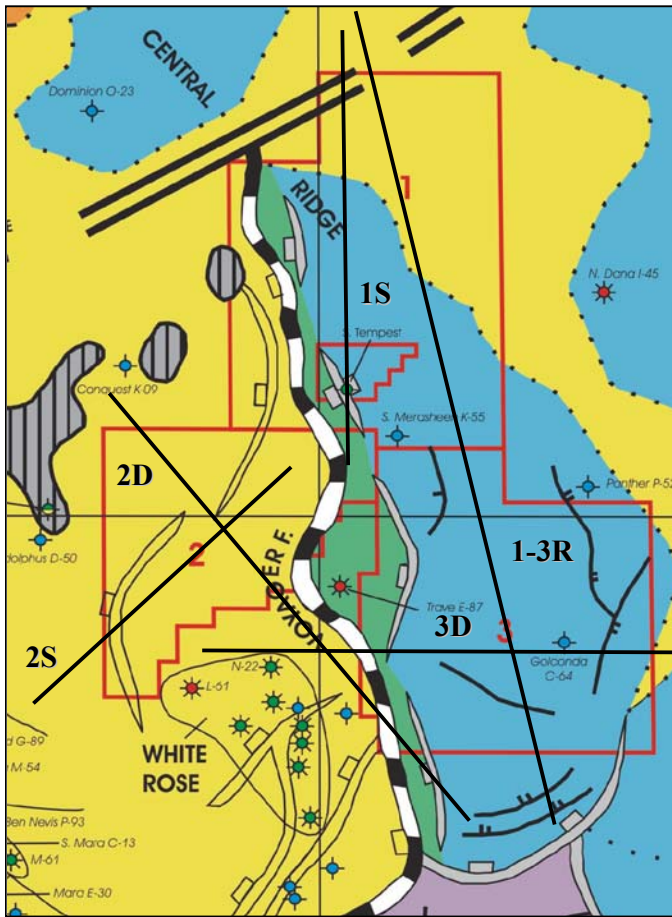 CENTRAL
Dominion O-23
RIDGE
1
N. Dana I-45
1S
S. Tempest
Conquest K-09
S. Merasheen K-55
2D
Panther P-52
dolphus D-50
2
1-3R
VOYAGER F.
Trave E-87
3D
3
2S
Golconda
C-64
N-22
L-61
WHITE
ROSE
d G-89
M-54
Ben Nevis P-93
S. Mara C-13
M-61
Mara E-30